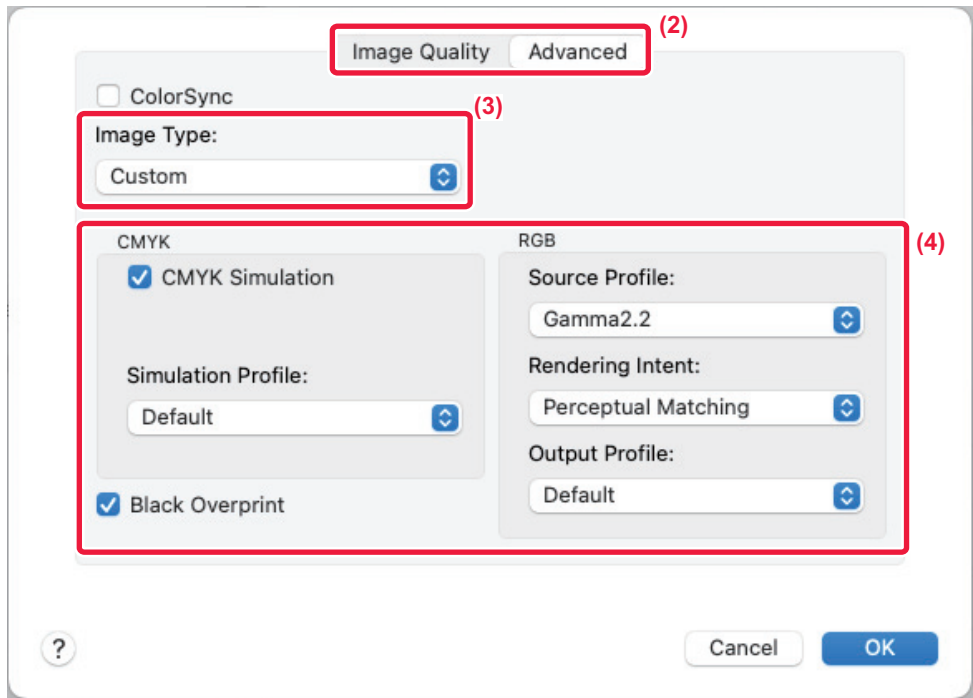 (2)
Image Quality Advanced
ColorSync
(3)
Image Type:
Custom
(4)
CMYK
CMYK Simulation
Simulation Profile:
Default
Black Overprint
RGB
Source Profile:
Gamma2.2
Rendering Intent:
Perceptual Matching
Output Profile:
Default
?
Cancel
OK